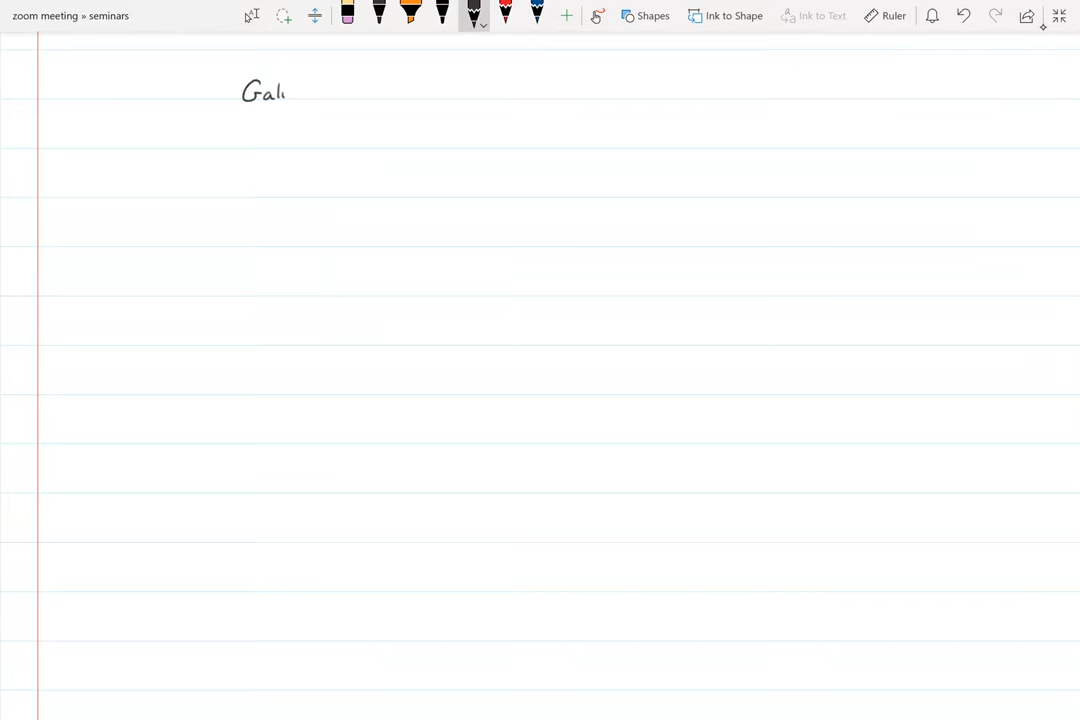 zoom meeting » seminars
Shapes
Ink to Shape
Ink to Text
Ruler
Gal